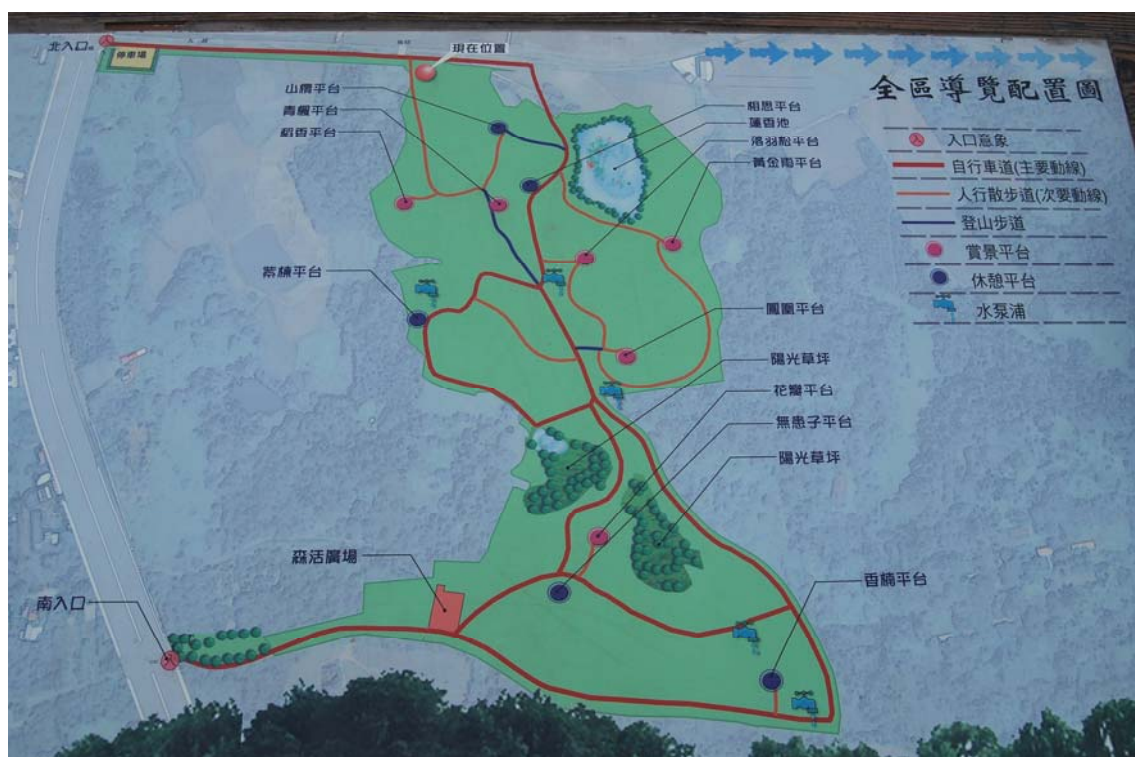 全區導覽配置圖
入口意象
自行車道(主要動線)
人行散步道(次要動線)
登山步道
賞景平台
休憩平台
水泵浦
北入口
停車場
現在位置
山櫻平台
青楓平台
稻香平台
相思平台
蓮香池
落羽松平台
黃金雨平台
紫楝平台
鳳凰平台
陽光草坪
花鶯平台
無患子平台
陽光草坪
森活廣場
香楠平台
南入口